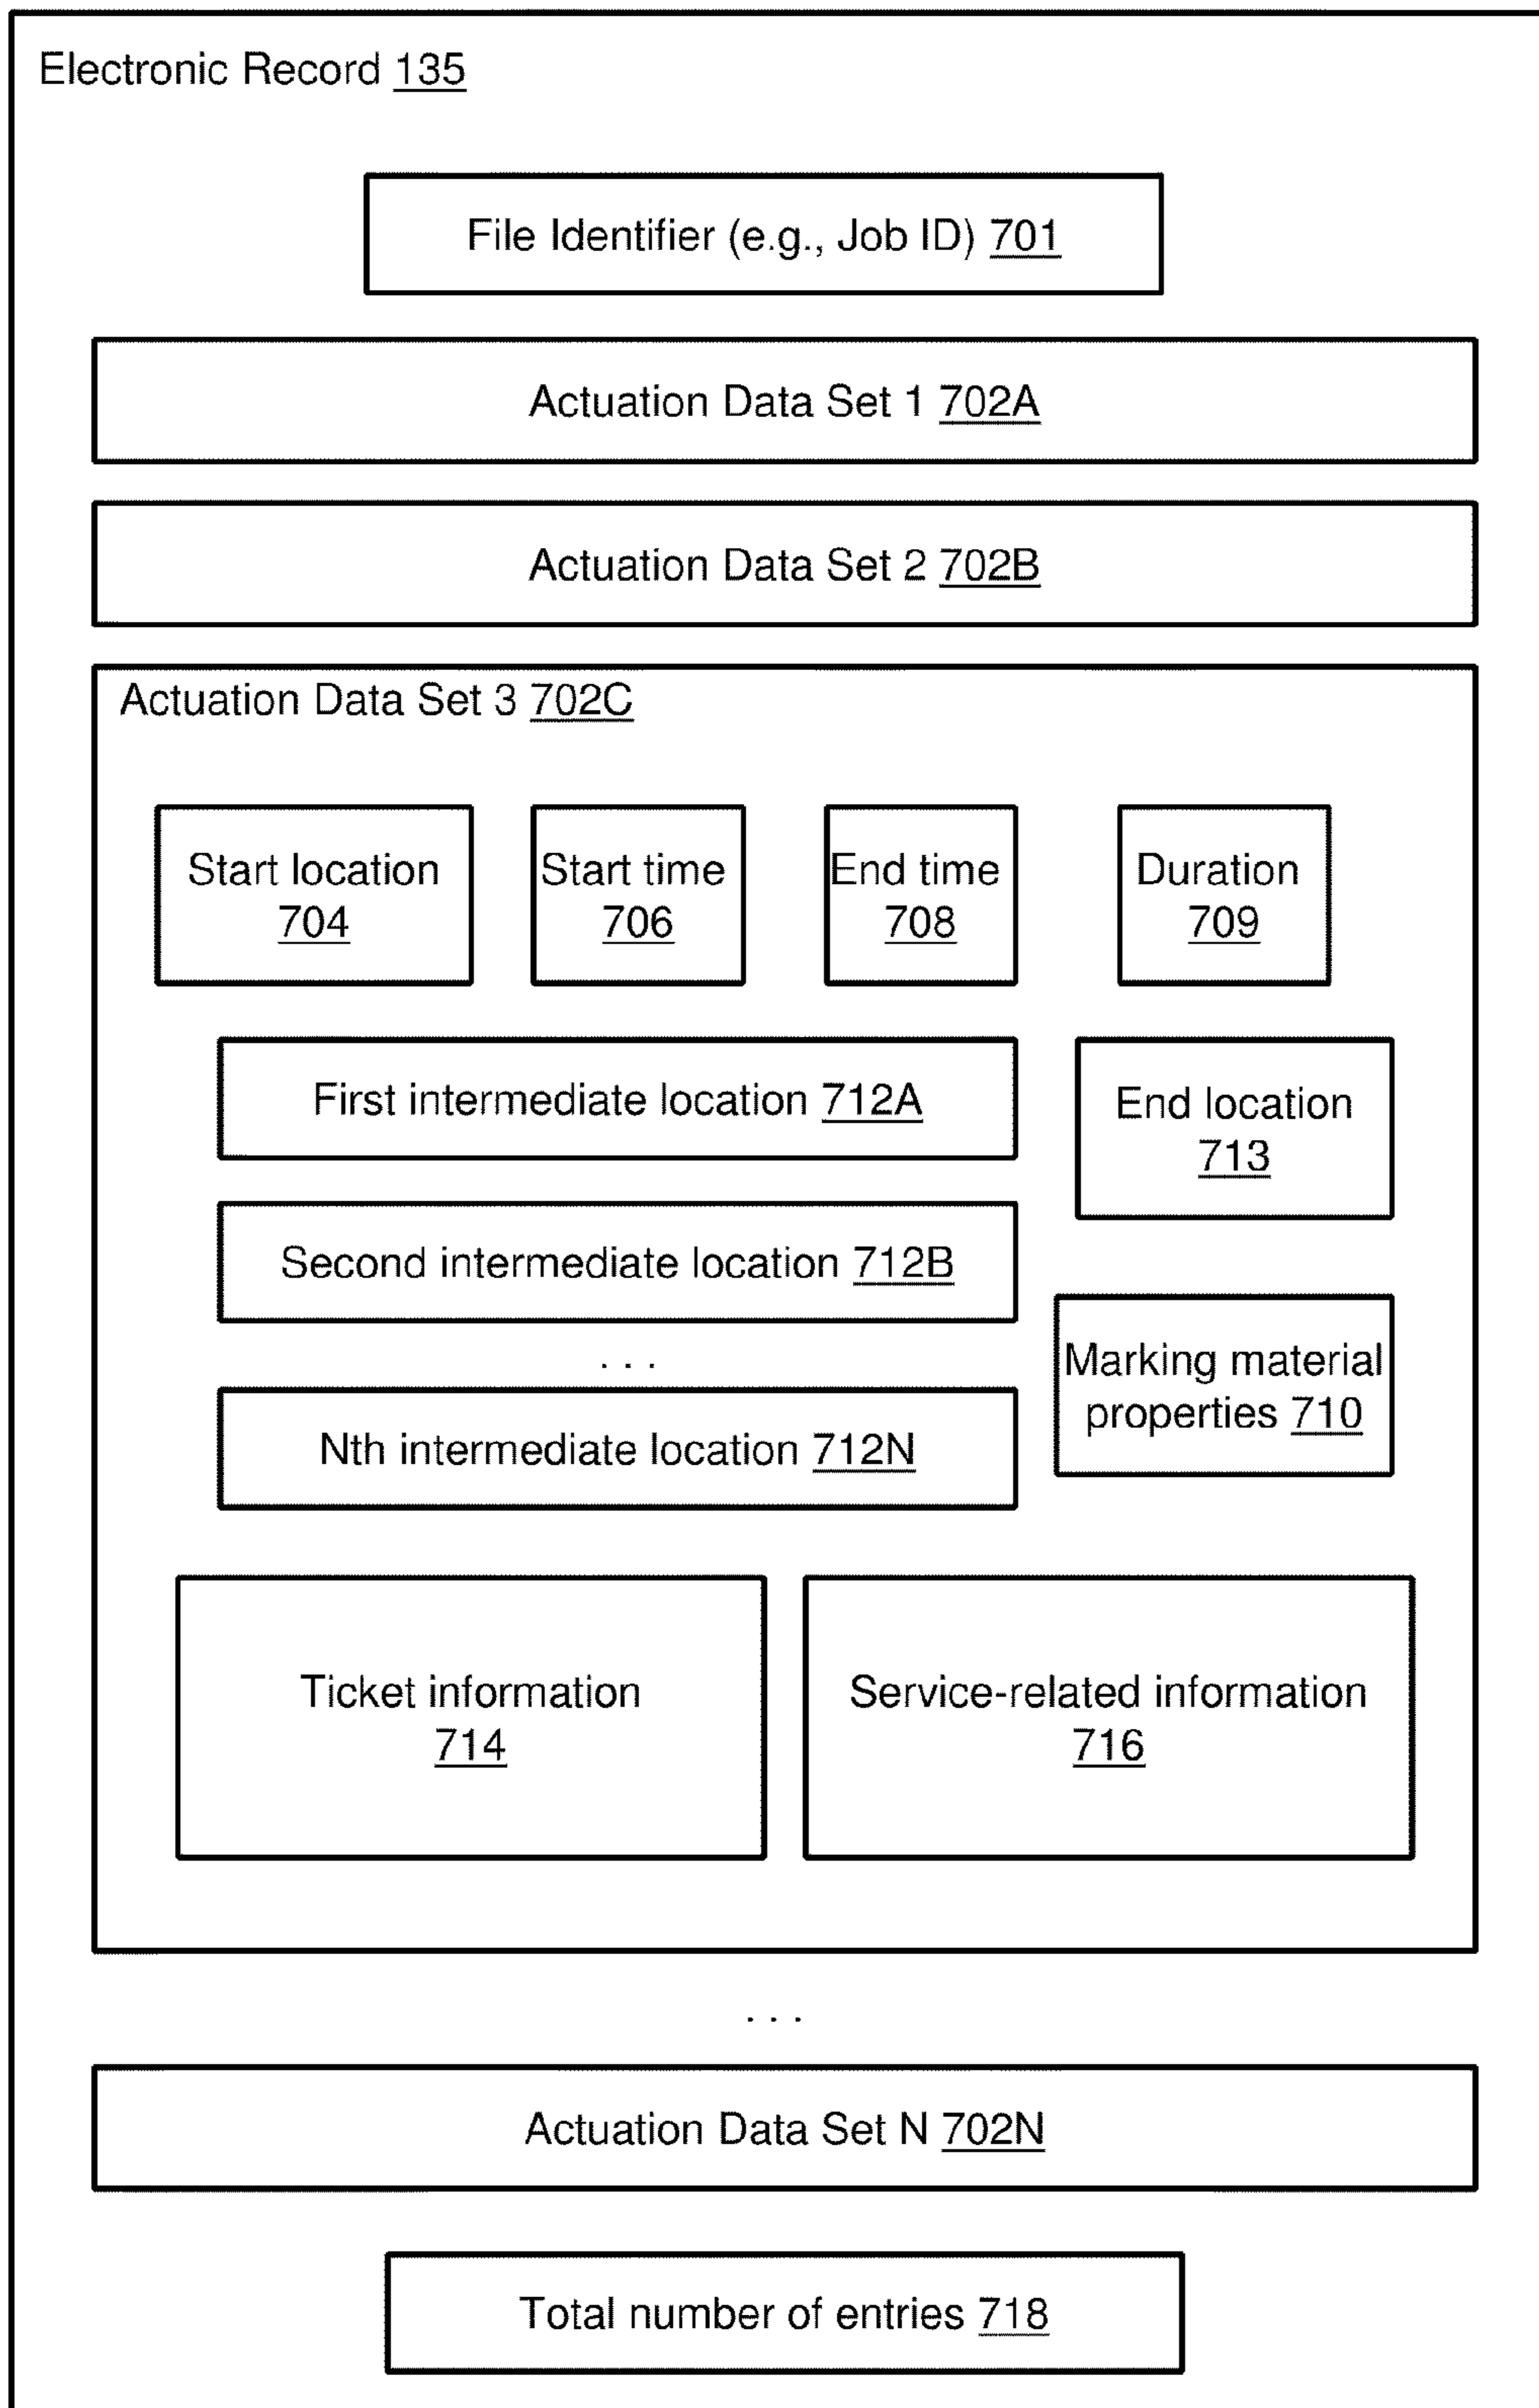 Electronic Record 135
File Identifier (e.g., Job ID) 701
Actuation Data Set 1 702A
Actuation Data Set 2 702B
Actuation Data Set 3 702C
Start location
704
Start time
706
End time
708
Duration
709
First intermediate location 712A
End location
713
Second intermediate location 712B
. . .
Marking material
properties 710
Nth intermediate location 712N
Ticket information
714
Service-related information
716
. . .
Actuation Data Set N 702N
Total number of entries 718